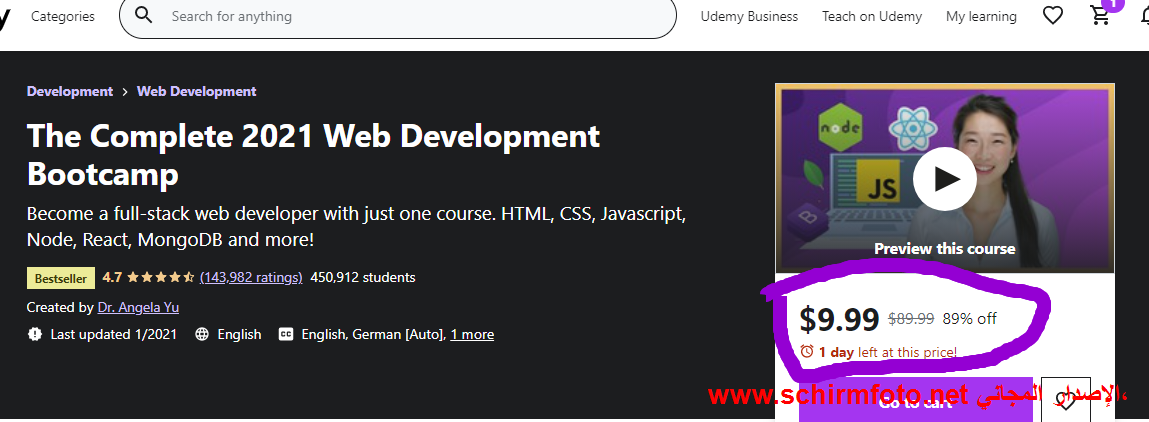 y Categories Search for anything Udemy Business Teach on Udemy My learning 1
Development > Web Development
The Complete 2021 Web Development
Bootcamp
Become a full-stack web developer with just one course. HTML, CSS, Javascript,
Node, React, MongoDB and more!
Bestseller 4.7 (143,982 ratings) 450,912 students
Created by Dr. Angela Yu
Last updated 1/2021 English CC English, German [Auto], 1 more
node
JS
B
Preview this course
$9.99 $89.99 89% off
1 day left at this price!
Go to cart
www.schirmfoto.net الإصدار المجاني،